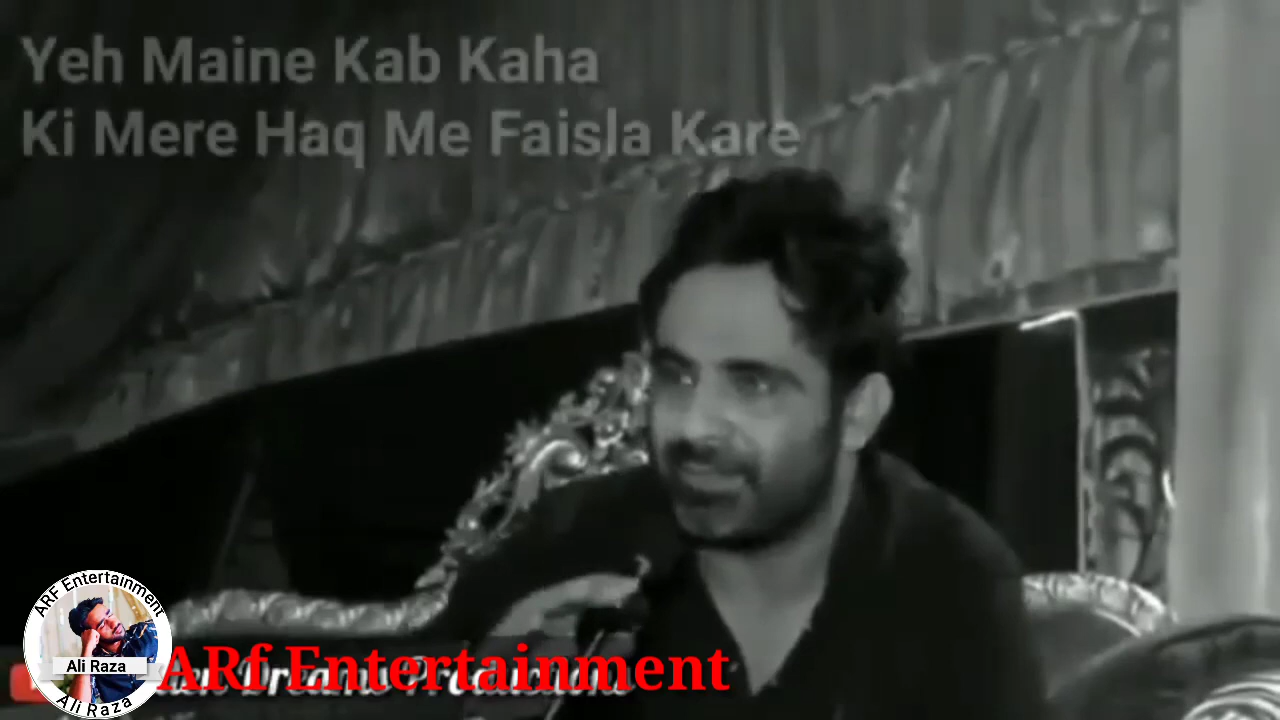 Yeh Maine Kab Kaha
Ki Mere Haq Me Faisla Kare
ARF Entertainment
Ali Raza
Ali Raza
ARf Entertainment